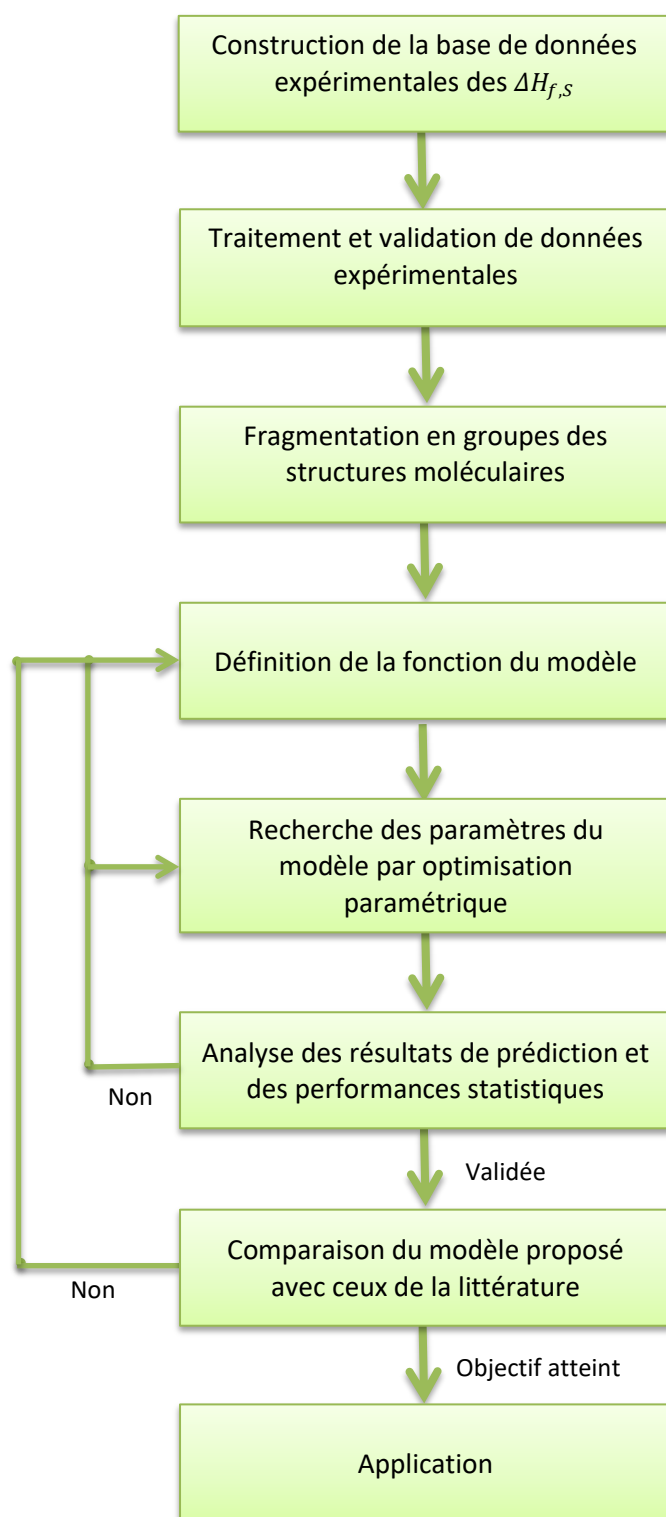 Construction de la base de données
expérimentales des ΔH_{f,S}
Traitement et validation de données
expérimentales
Fragmentation en groupes des
structures moléculaires
Définition de la fonction du modèle
Recherche des paramètres du
modèle par optimisation
paramétrique
Analyse des résultats de prédiction et
des performances statistiques
Non
Validée
Comparaison du modèle proposé
avec ceux de la littérature
Non
Objectif atteint
Application